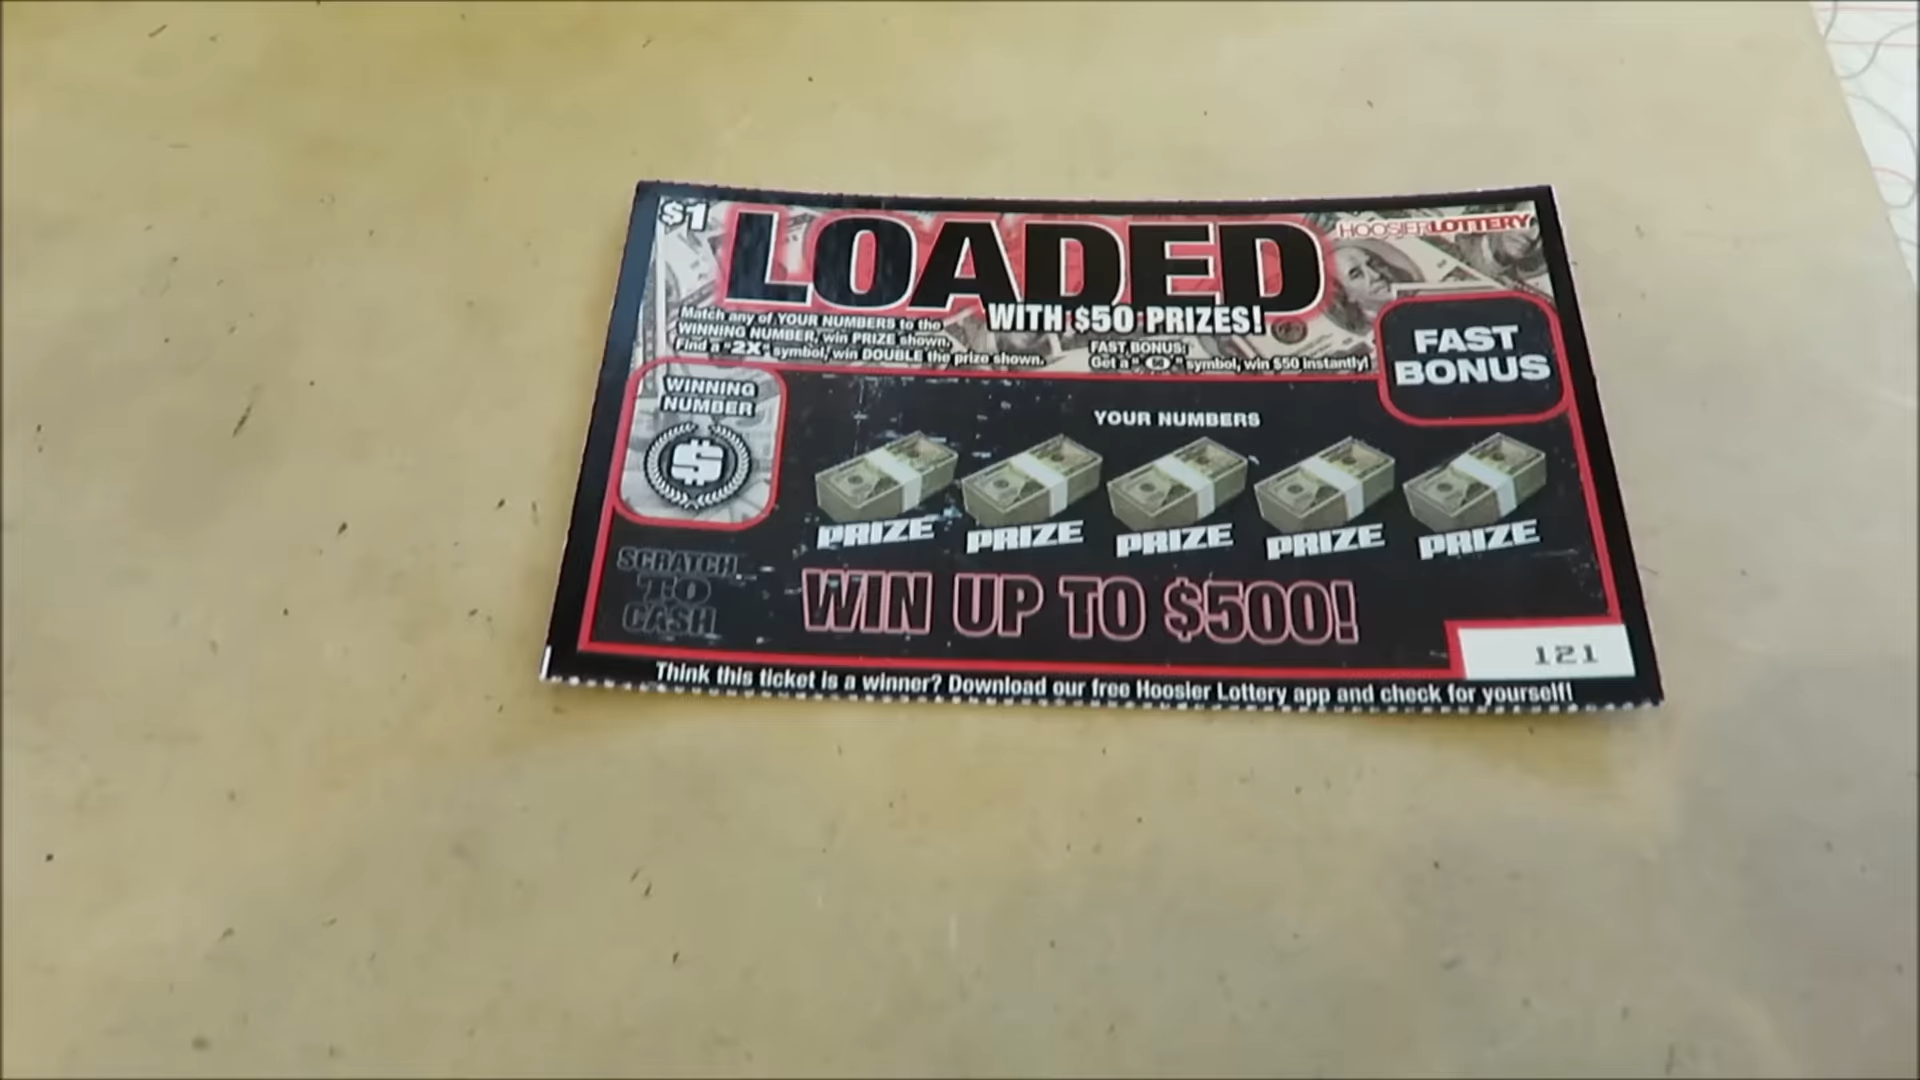 $1
LOADED
HOOSIERLOTTERY
WITH $50 PRIZES!
Match any of YOUR NUMBERS to the
WINNING NUMBER, win PRIZE shown.
Find a "2X" symbol, win DOUBLE the prize shown.
FAST BONUS:
Get a " 50 " symbol, win $50 instantly!
FAST
BONUS
WINNING
NUMBER
$
YOUR NUMBERS
PRIZE PRIZE PRIZE PRIZE PRIZE
SCRATCH
TO
CASH
WIN UP TO $500!
121
Think this ticket is a winner? Download our free Hoosier Lottery app and check for yourself!